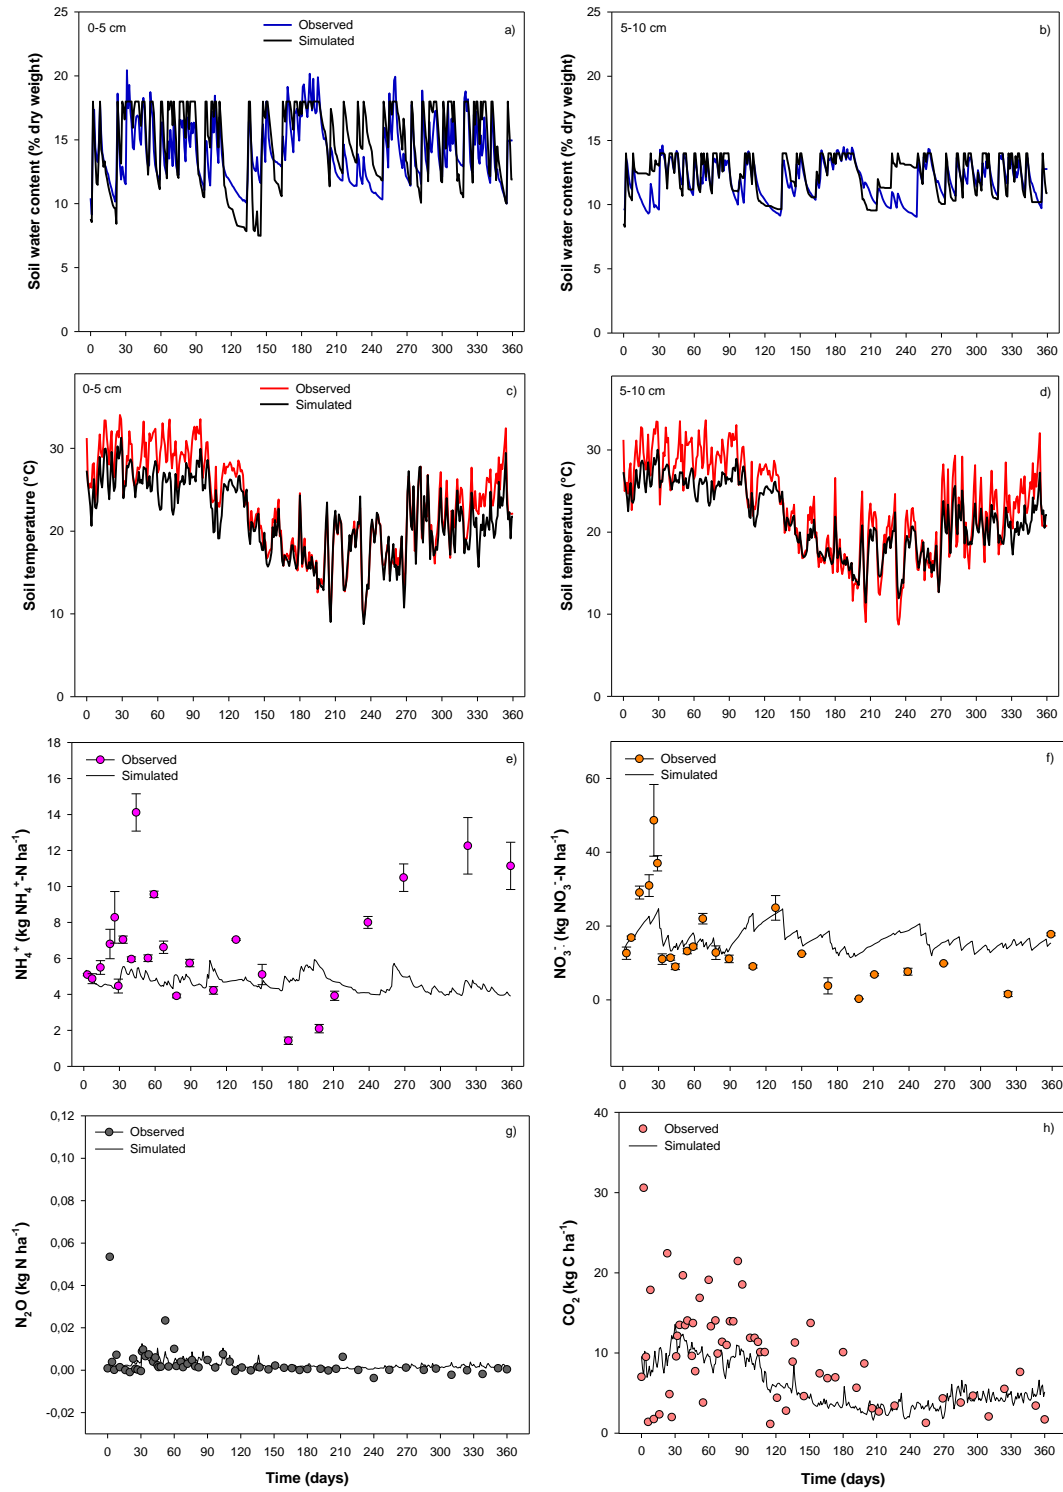 0-5 cm
Observed
Simulated
a)
Soil water content (% dry weight)
25
20
15
10
5
0
0 30 60 90 120 150 180 210 240 270 300 330 360
5-10 cm
b)
Soil water content (% dry weight)
25
20
15
10
5
0
0 30 60 90 120 150 180 210 240 270 300 330 360
0-5 cm
Observed
Simulated
c)
Soil temperature (°C)
30
20
10
0
0 30 60 90 120 150 180 210 240 270 300 330 360
5-10 cm
d)
Soil temperature (°C)
30
20
10
0
0 30 60 90 120 150 180 210 240 270 300 330 360
Observed
Simulated
e)
NH₄⁺ (kg NH₄⁺-N ha⁻¹)
18
16
14
12
10
8
6
4
2
0
0 30 60 90 120 150 180 210 240 270 300 330 360
Observed
Simulated
f)
NO₃⁻ (kg NO₃⁻-N ha⁻¹)
60
40
20
0
0 30 60 90 120 150 180 210 240 270 300 330 360
Observed
Simulated
g)
N₂O (kg N ha⁻¹)
0,12
0,10
0,08
0,06
0,04
0,02
0,00
-0,02
0 30 60 90 120 150 180 210 240 270 300 330 360
Time (days)
Observed
Simulated
h)
CO₂ (kg C ha⁻¹)
40
30
20
10
0
0 30 60 90 120 150 180 210 240 270 300 330 360
Time (days)